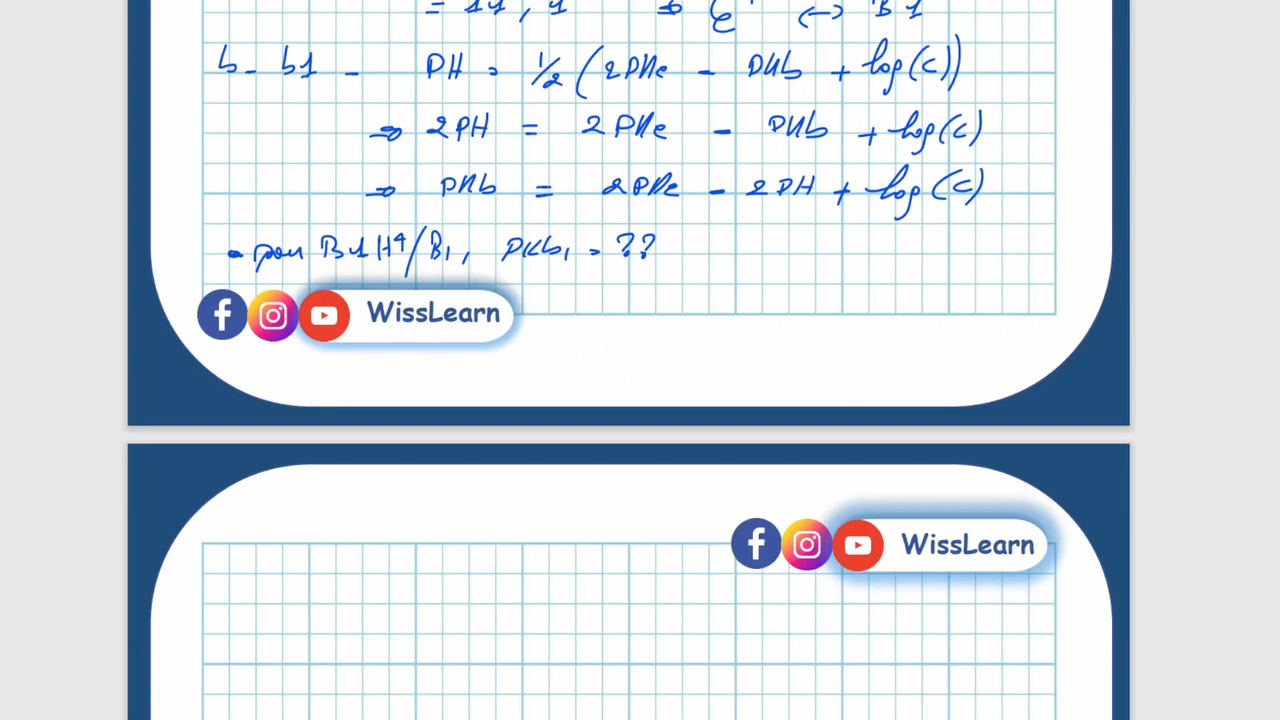 b- b1 - PH = 1/2 (2PKe - PKb + log(C))
⇒ 2PH = 2PKe - PKb + log(C)
⇒ PKb = 2PKe - 2PH + log(C)
• pour B1H+/B1, PKb1 = ??
WissLearn
WissLearn